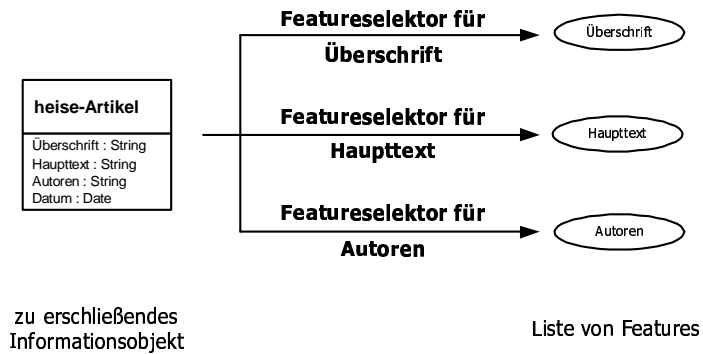 heise-Artikel
Überschrift : String
Haupttext : String
Autoren : String
Datum : Date
Featureselektor für
Überschrift
Featureselektor für
Haupttext
Featureselektor für
Autoren
Überschrift
Haupttext
Autoren
zu erschließendes
Informationsobjekt
Liste von Features